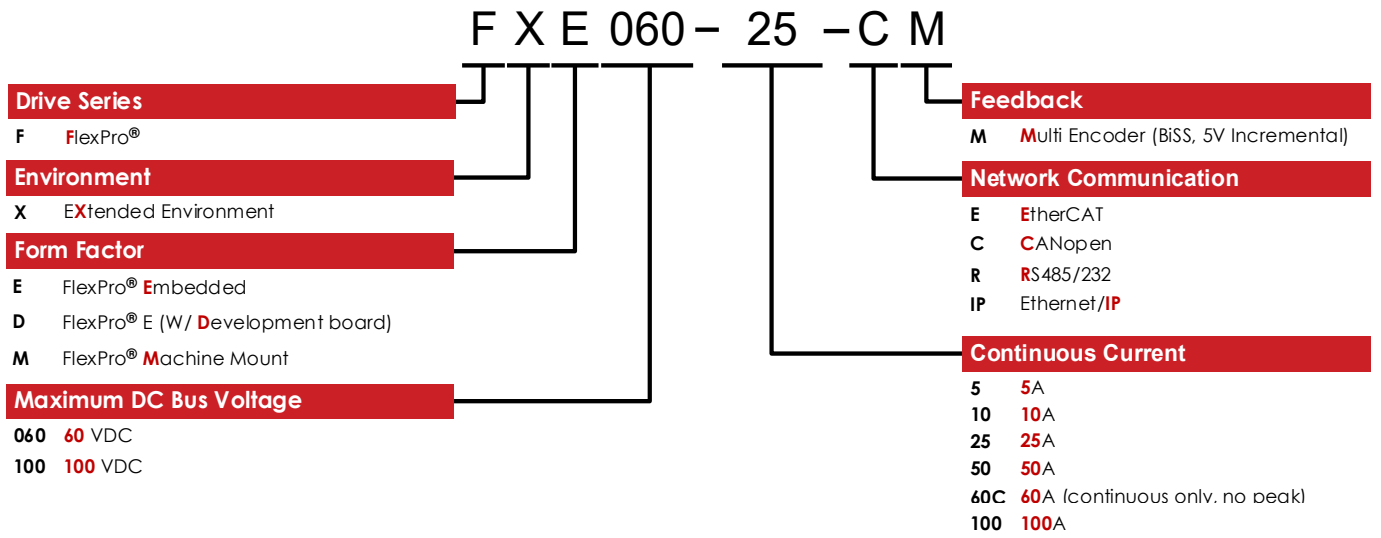 F X E 060 – 25 – C M
Drive Series
F FlexPro®
Environment
X EXtended Environment
Form Factor
E FlexPro® Embedded
D FlexPro® E (W/ Development board)
M FlexPro® Machine Mount
Maximum DC Bus Voltage
060 60 VDC
100 100 VDC
Feedback
M Multi Encoder (BiSS, 5V Incremental)
Network Communication
E EtherCAT
C CANopen
R RS485/232
IP Ethernet/IP
Continuous Current
5 5A
10 10A
25 25A
50 50A
60C 60A (continuous only, no peak)
100 100A